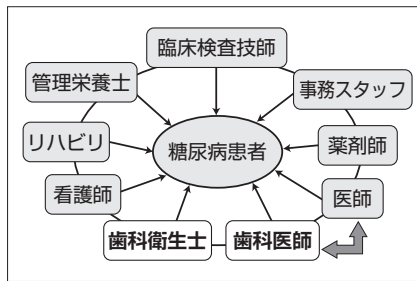 臨床検査技師
管理栄養士
事務スタッフ
リハビリ
糖尿病患者
薬剤師
看護師
医師
歯科衛生士
歯科医師